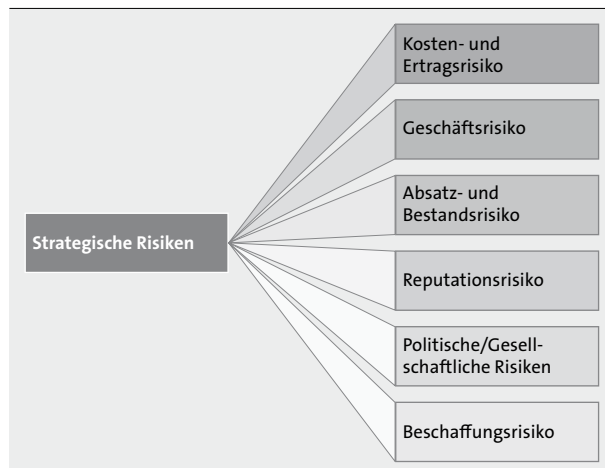 Kosten- und
Ertragsrisiko
Geschäftsrisiko
Absatz- und
Bestandsrisiko
Strategische Risiken
Reputationsrisiko
Politische/Gesell-
schaftliche Risiken
Beschaffungsrisiko